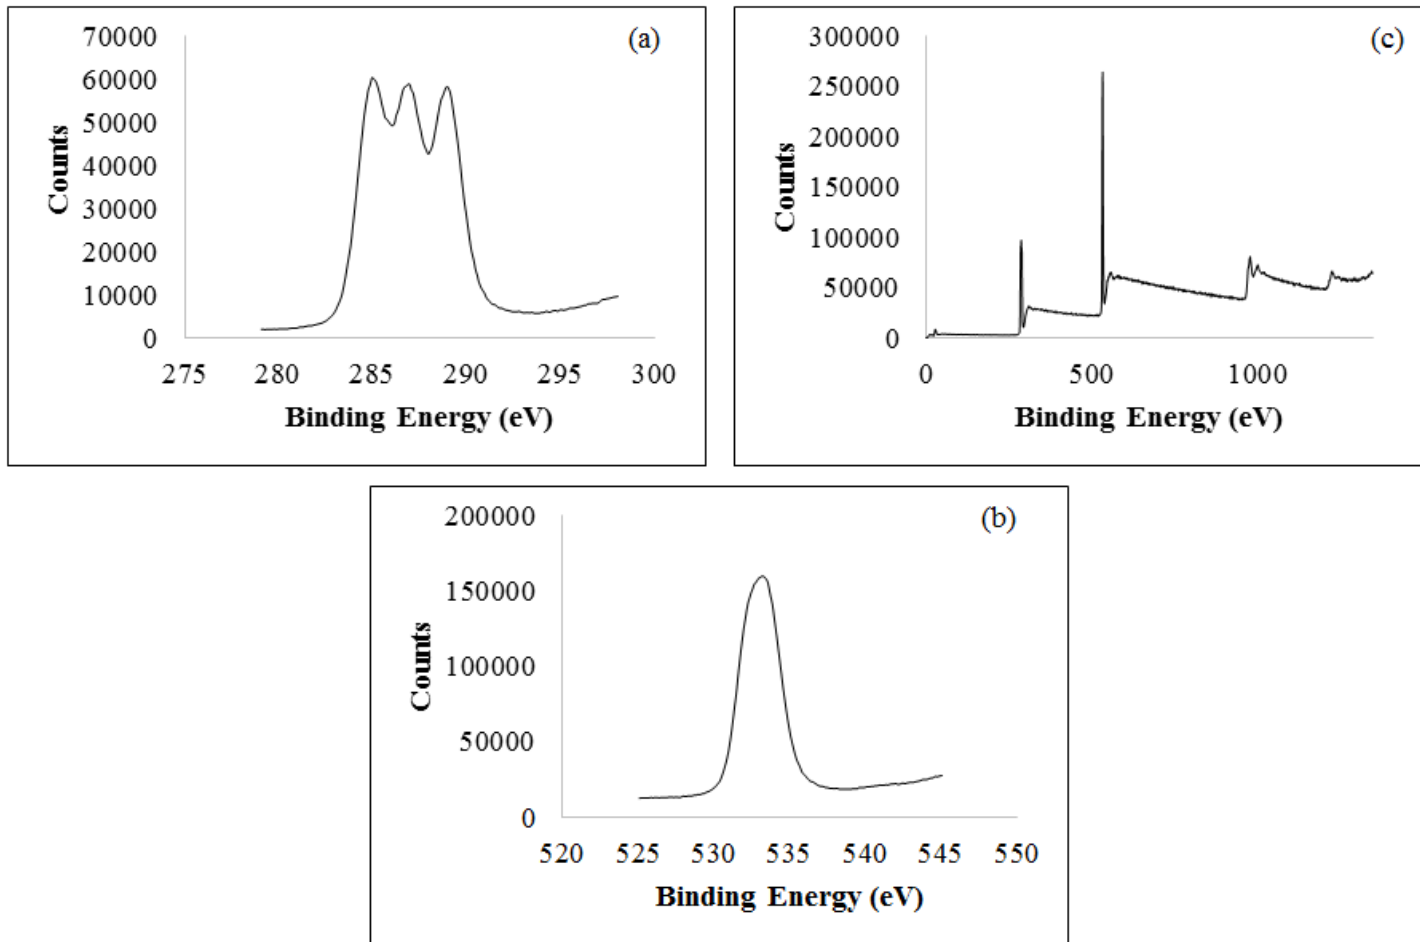 (a)
70000
60000
50000
40000
30000
20000
10000
0
Counts
275 280 285 290 295 300
Binding Energy (eV)
(c)
300000
250000
200000
150000
100000
50000
0
Counts
0 500 1000
Binding Energy (eV)
(b)
200000
150000
100000
50000
0
Counts
520 525 530 535 540 545 550
Binding Energy (eV)